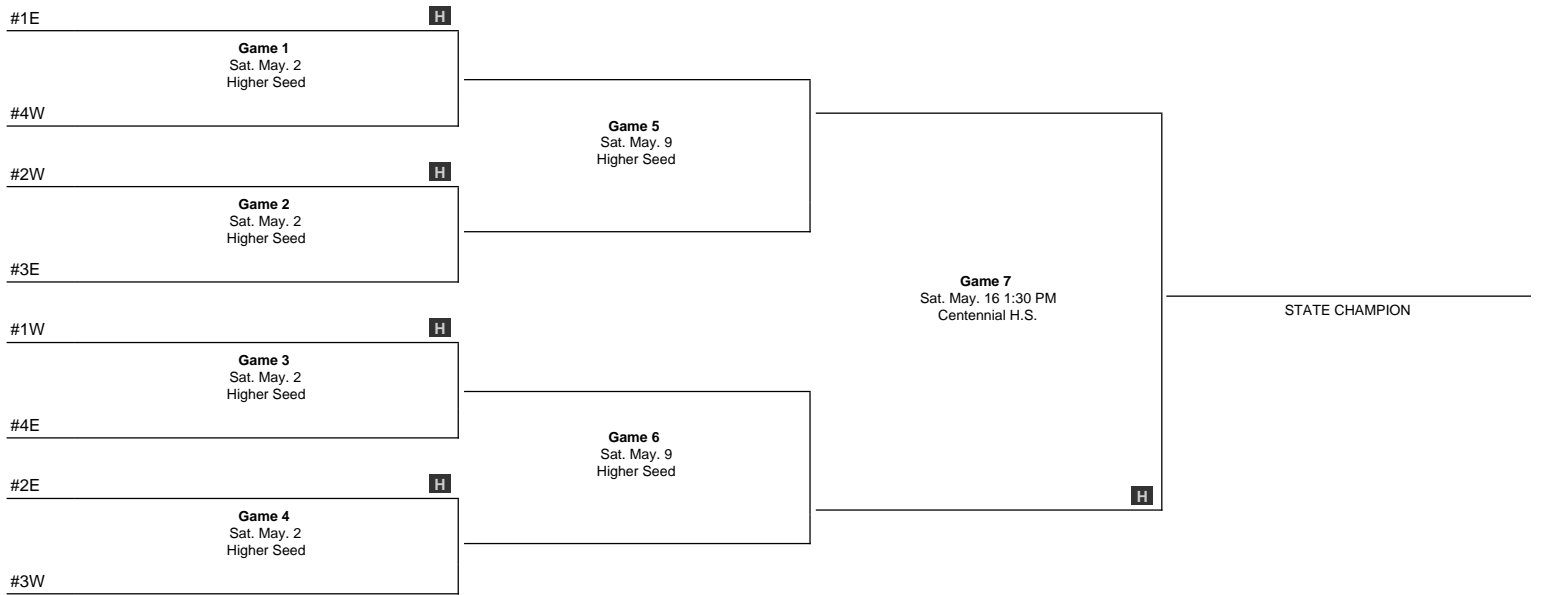 #1E
H
Game 1
Sat. May. 2
Higher Seed
#4W
#2W
H
Game 2
Sat. May. 2
Higher Seed
#3E
#1W
H
Game 3
Sat. May. 2
Higher Seed
#4E
#2E
H
Game 4
Sat. May. 2
Higher Seed
#3W
Game 5
Sat. May. 9
Higher Seed
Game 6
Sat. May. 9
Higher Seed
Game 7
Sat. May. 16 1:30 PM
Centennial H.S.
H
STATE CHAMPION